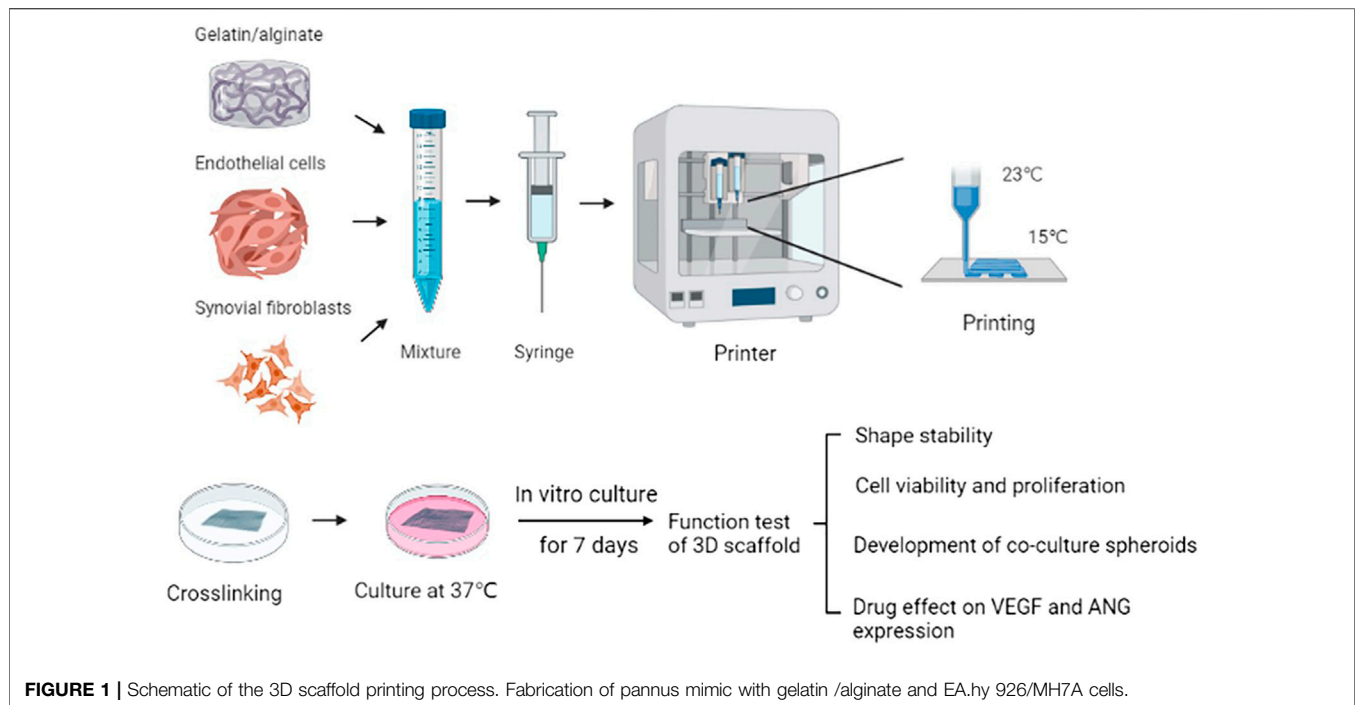 Gelatin/alginate
Endothelial cells
Synovial fibroblasts
Mixture
Syringe
Printer
23°C
15°C
Printing
Crosslinking
Culture at 37°C
In vitro culture
for 7 days
Function test
of 3D scaffold
Shape stability
Cell viability and proliferation
Development of co-culture spheroids
Drug effect on VEGF and ANG
expression
FIGURE 1 | Schematic of the 3D scaffold printing process. Fabrication of pannus mimic with gelatin /alginate and EA.hy 926/MH7A cells.